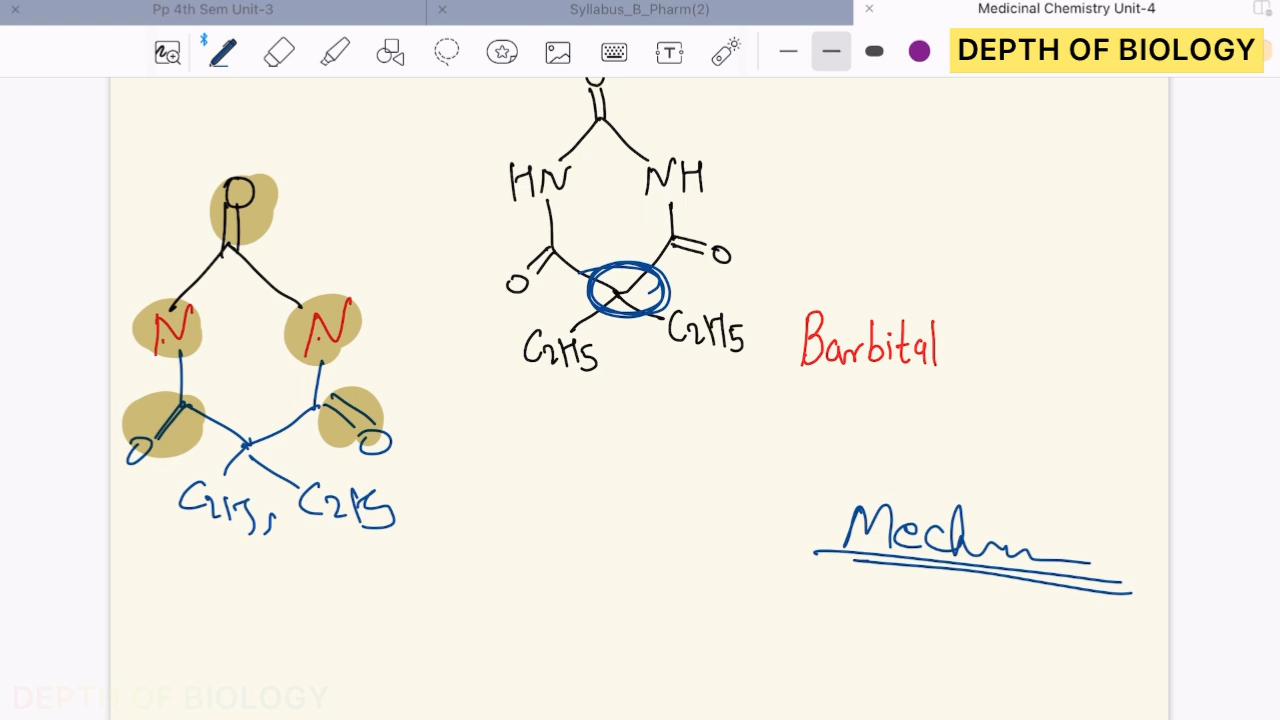 Pp 4th Sem Unit-3
Syllabus_B_Pharm(2)
Medicinal Chemistry Unit-4
T
DEPTH OF BIOLOGY
O
HN NH
O O
C2H5 C2H5
Barbital
O
N N
O O
C2H5 C2H5
DEPTH OF BIOLOGY